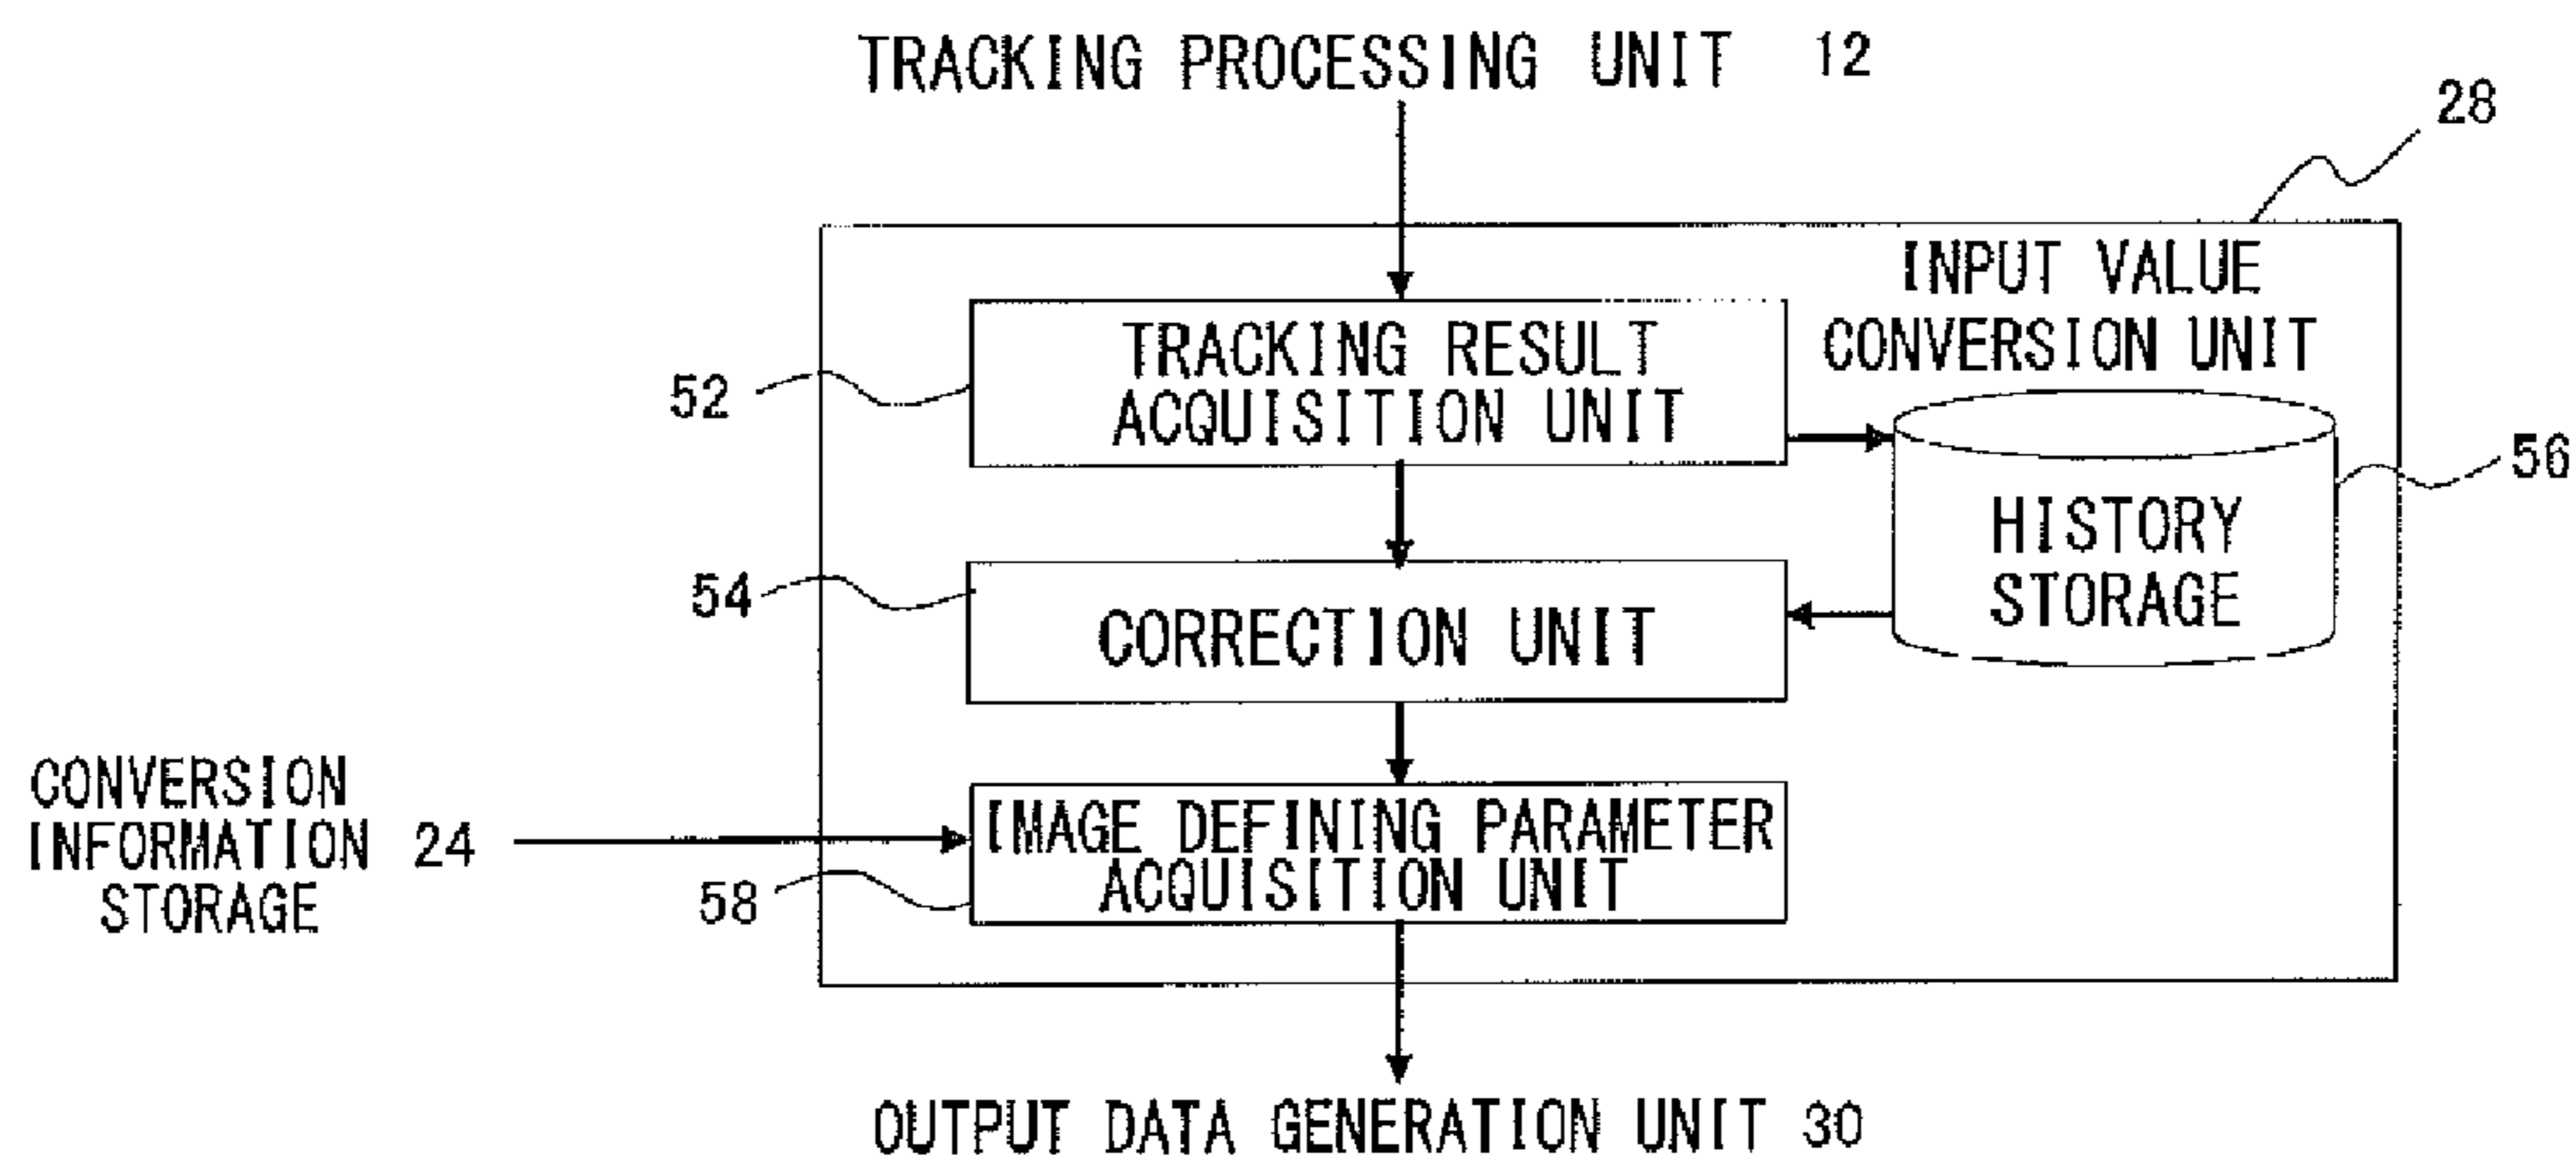 TRACKING PROCESSING UNIT 12
28
INPUT VALUE
CONVERSION UNIT
TRACKING RESULT
ACQUISITION UNIT
52
56
HISTORY
STORAGE
54
CORRECTION UNIT
CONVERSION
INFORMATION 24
STORAGE
IMAGE DEFINING PARAMETER
ACQUISITION UNIT
58
OUTPUT DATA GENERATION UNIT 30